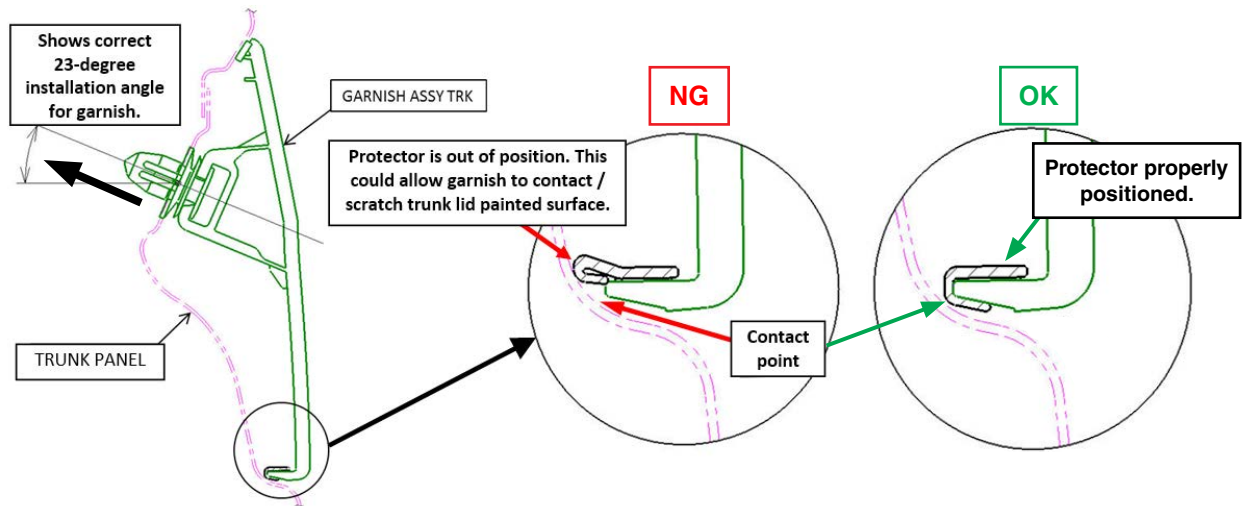 Shows correct
23-degree
installation angle
for garnish.
GARNISH ASSY TRK
TRUNK PANEL
NG
Protector is out of position. This
could allow garnish to contact /
scratch trunk lid painted surface.
Contact
point
OK
Protector properly
positioned.